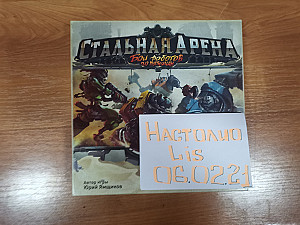 СТАЛЬНАЯ АРЕНА
Бои роботов
Настолио
Lis
06.02.21
Автор игры
Юрий Ямщиков